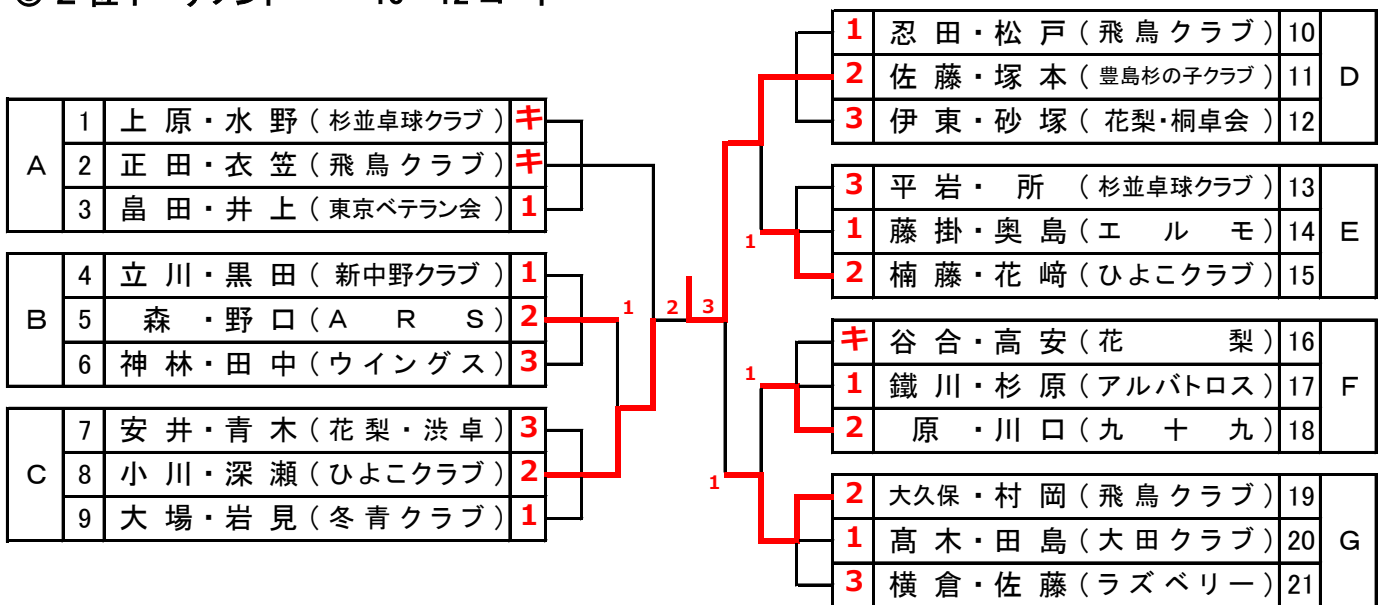 A
1 上原・水野(杉並卓球クラブ) キ
2 正田・衣笠(飛鳥クラブ) キ
3 畠田・井上(東京ベテラン会) 1
B
4 立川・黒田(新中野クラブ) 1
5 森・野口(ARS) 2
6 神林・田中(ウイングス) 3
C
7 安井・青木(花梨・渋卓) 3
8 小川・深瀬(ひよこクラブ) 2
9 大場・岩見(冬青クラブ) 1
1
2 3
1
1
1
1 忍田・松戸(飛鳥クラブ) 10
2 佐藤・塚本(豊島杉の子クラブ) 11
3 伊東・砂塚(花梨・桐卓会) 12
D
3 平岩・所(杉並卓球クラブ) 13
1 藤掛・奥島(エルモ) 14
2 楠藤・花﨑(ひよこクラブ) 15
E
キ 谷合・高安(花梨) 16
1 鐵川・杉原(アルバトロス) 17
2 原・川口(九十九) 18
F
2 大久保・村岡(飛鳥クラブ) 19
1 髙木・田島(大田クラブ) 20
3 横倉・佐藤(ラズベリー) 21
G